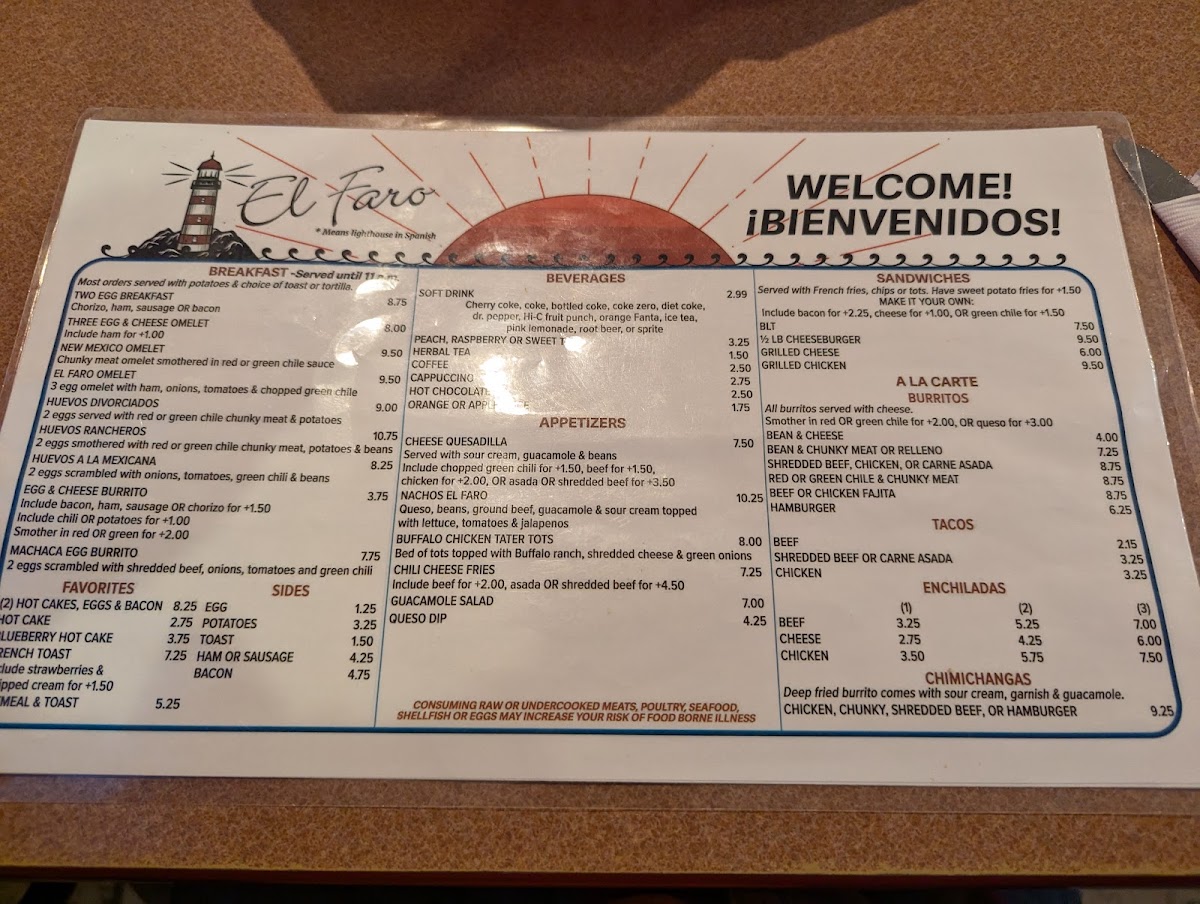 El Faro
* Means lighthouse in Spanish
WELCOME!
¡BIENVENIDOS!
BREAKFAST -Served until 11
Most orders served with potatoes & choice of toast or tortilla.
TWO EGG BREAKFAST 8.75
Chorizo, ham, sausage OR bacon
THREE EGG & CHEESE OMELET 8.00
Include ham for +1.00
NEW MEXICO OMELET 9.50
Chunky meat omelet smothered in red or green chile sauce
EL FARO OMELET 9.50
3 egg omelet with ham, onions, tomatoes & chopped green chile
HUEVOS DIVORCIADOS 9.00
2 eggs served with red or green chile chunky meat & potatoes
HUEVOS RANCHEROS 10.75
2 eggs smothered with red or green chile chunky meat, potatoes & beans
HUEVOS A LA MEXICANA 8.25
2 eggs scrambled with onions, tomatoes, green chili & beans
EGG & CHEESE BURRITO 3.75
Include bacon, ham, sausage OR chorizo for +1.50
Include chili OR potatoes for +1.00
Smother in red OR green for +2.00
MACHACA EGG BURRITO 7.75
2 eggs scrambled with shredded beef, onions, tomatoes and green chili
FAVORITES
(2) HOT CAKES, EGGS & BACON 8.25
HOT CAKE 2.75
BLUEBERRY HOT CAKE 3.75
FRENCH TOAST 7.25
strawberries &
cream for +1.50
& TOAST 5.25
SIDES
EGG 1.25
POTATOES 3.25
TOAST 1.50
HAM OR SAUSAGE 4.25
BACON 4.75
BEVERAGES
SOFT DRINK 2.99
Cherry coke, coke, bottled coke, coke zero, diet coke,
dr. pepper, Hi-C fruit punch, orange Fanta, ice tea,
pink lemonade, root beer, or sprite
PEACH, RASPBERRY OR SWEET 3.25
HERBAL TEA 1.50
COFFEE 2.50
CAPPUCCINO 2.75
HOT CHOCOLATE 2.50
ORANGE OR 1.75
APPETIZERS
CHEESE QUESADILLA 7.50
Served with sour cream, guacamole & beans
Include chopped green chili for +1.50, beef for +1.50,
chicken for +2.00, OR asada OR shredded beef for +3.50
NACHOS EL FARO 10.25
Queso, beans, ground beef, guacamole & sour cream topped
with lettuce, tomatoes & jalapenos
BUFFALO CHICKEN TATER TOTS 8.00
Bed of tots topped with Buffalo ranch, shredded cheese & green onions
CHILI CHEESE FRIES 7.25
Include beef for +2.00, asada OR shredded beef for +4.50
GUACAMOLE SALAD 7.00
QUESO DIP 4.25
CONSUMING RAW OR UNDERCOOKED MEATS, POULTRY, SEAFOOD,
SHELLFISH OR EGGS MAY INCREASE YOUR RISK OF FOOD BORNE ILLNESS
SANDWICHES
Served with French fries, chips or tots. Have sweet potato fries for +1.50
MAKE IT YOUR OWN:
Include bacon for +2.25, cheese for +1.00, OR green chile for +1.50
BLT 7.50
½ LB CHEESEBURGER 9.50
GRILLED CHEESE 6.00
GRILLED CHICKEN 9.50
A LA CARTE
BURRITOS
All burritos served with cheese.
Smother in red OR green chile for +2.00, OR queso for +3.00
BEAN & CHEESE 4.00
BEAN & CHUNKY MEAT OR RELLENO 7.25
SHREDDED BEEF, CHICKEN, OR CARNE ASADA 8.75
RED OR GREEN CHILE & CHUNKY MEAT 8.75
BEEF OR CHICKEN FAJITA 8.75
HAMBURGER 6.25
TACOS
BEEF 2.15
SHREDDED BEEF OR CARNE ASADA 3.25
CHICKEN 3.25
ENCHILADAS
(1) (2) (3)
BEEF 3.25 5.25 7.00
CHEESE 2.75 4.25 6.00
CHICKEN 3.50 5.75 7.50
CHIMICHANGAS
Deep fried burrito comes with sour cream, garnish & guacamole.
CHICKEN, CHUNKY, SHREDDED BEEF, OR HAMBURGER 9.25